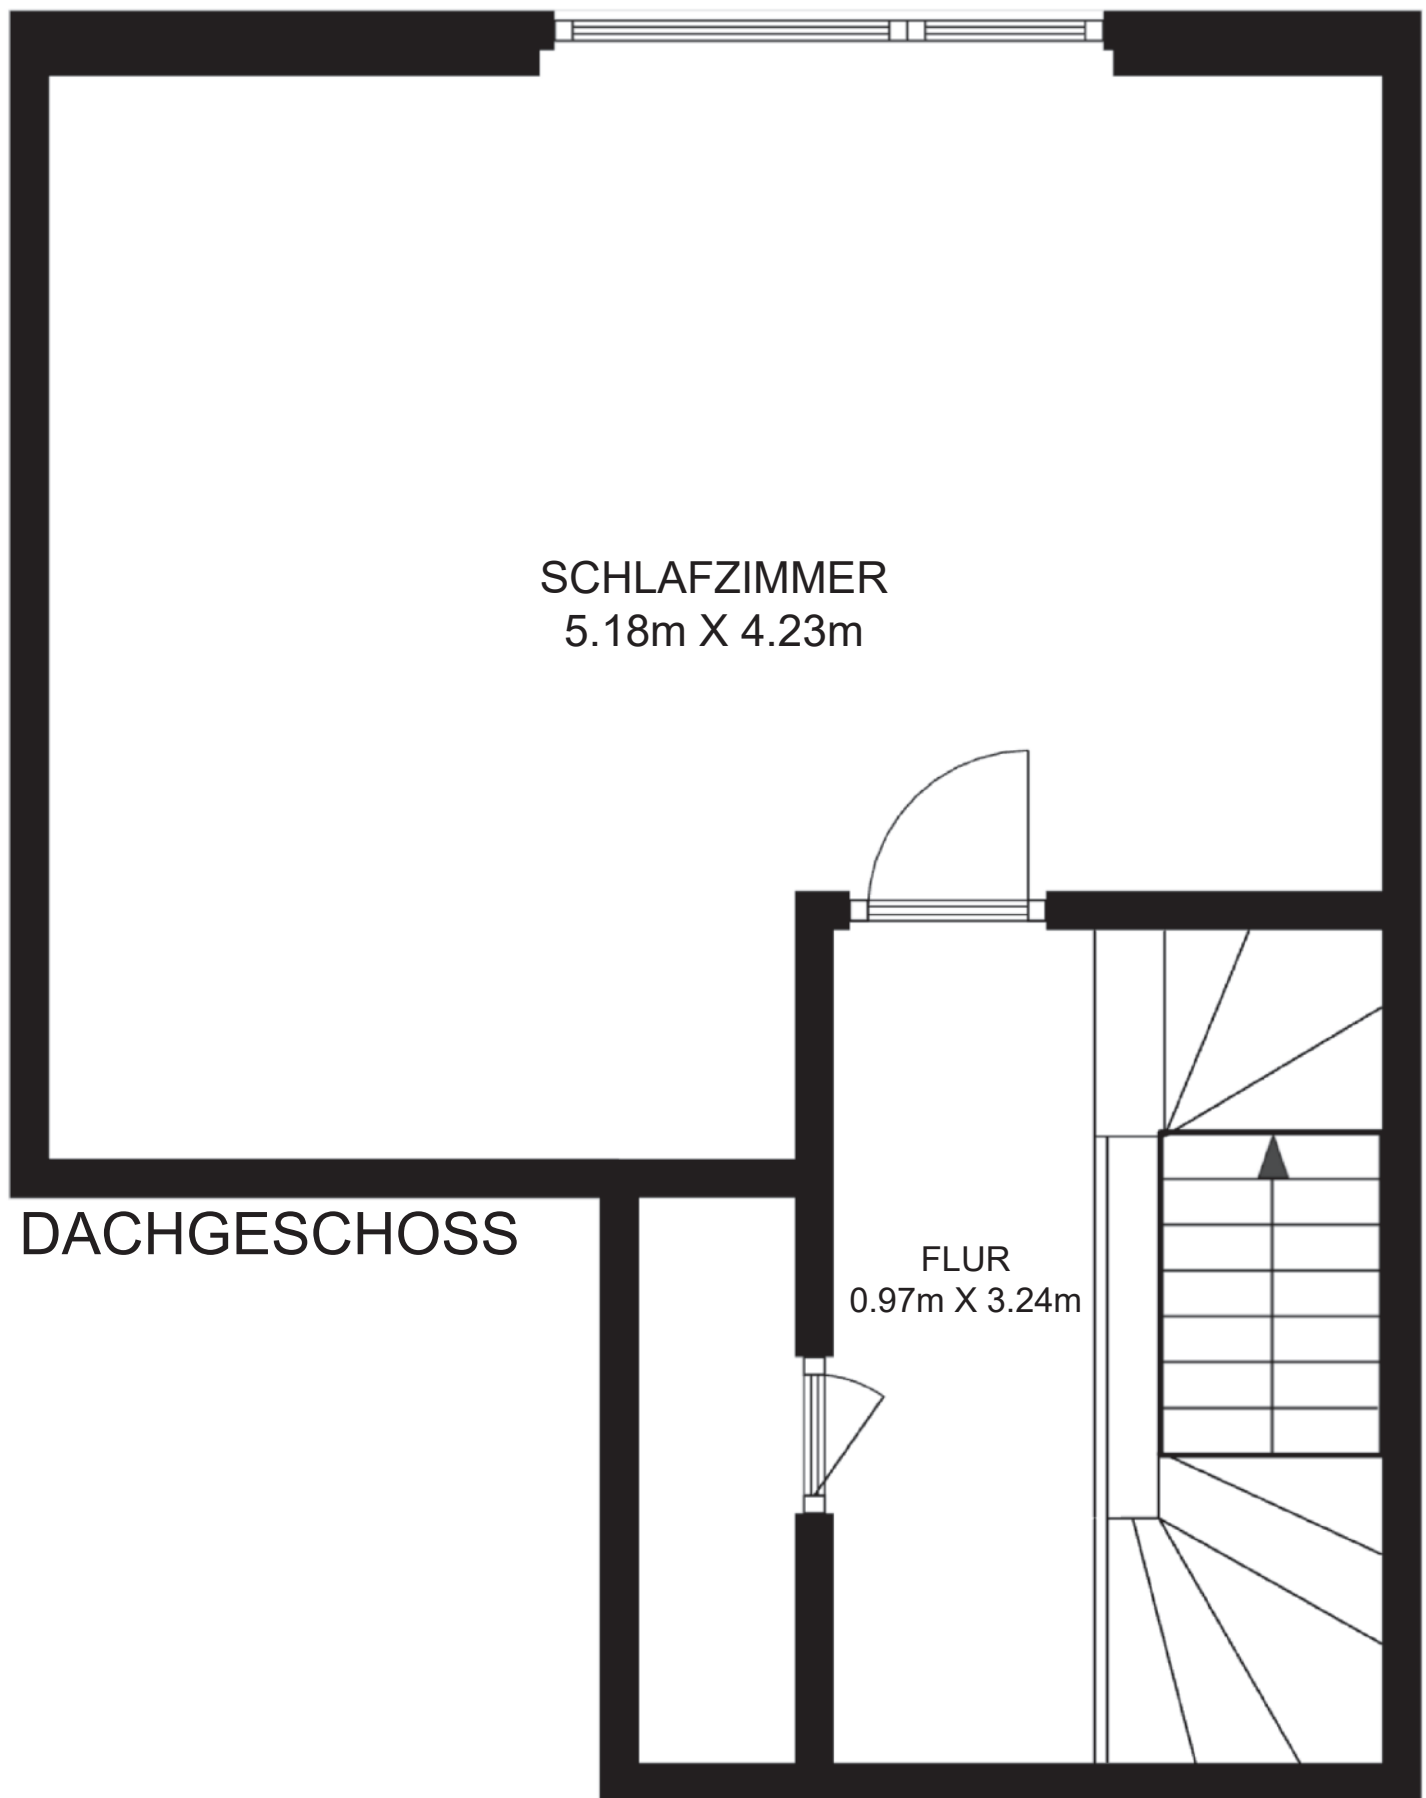 SCHLAFZIMMER
5.18m X 4.23m
DACHGESCHOSS
FLUR
0.97m X 3.24m